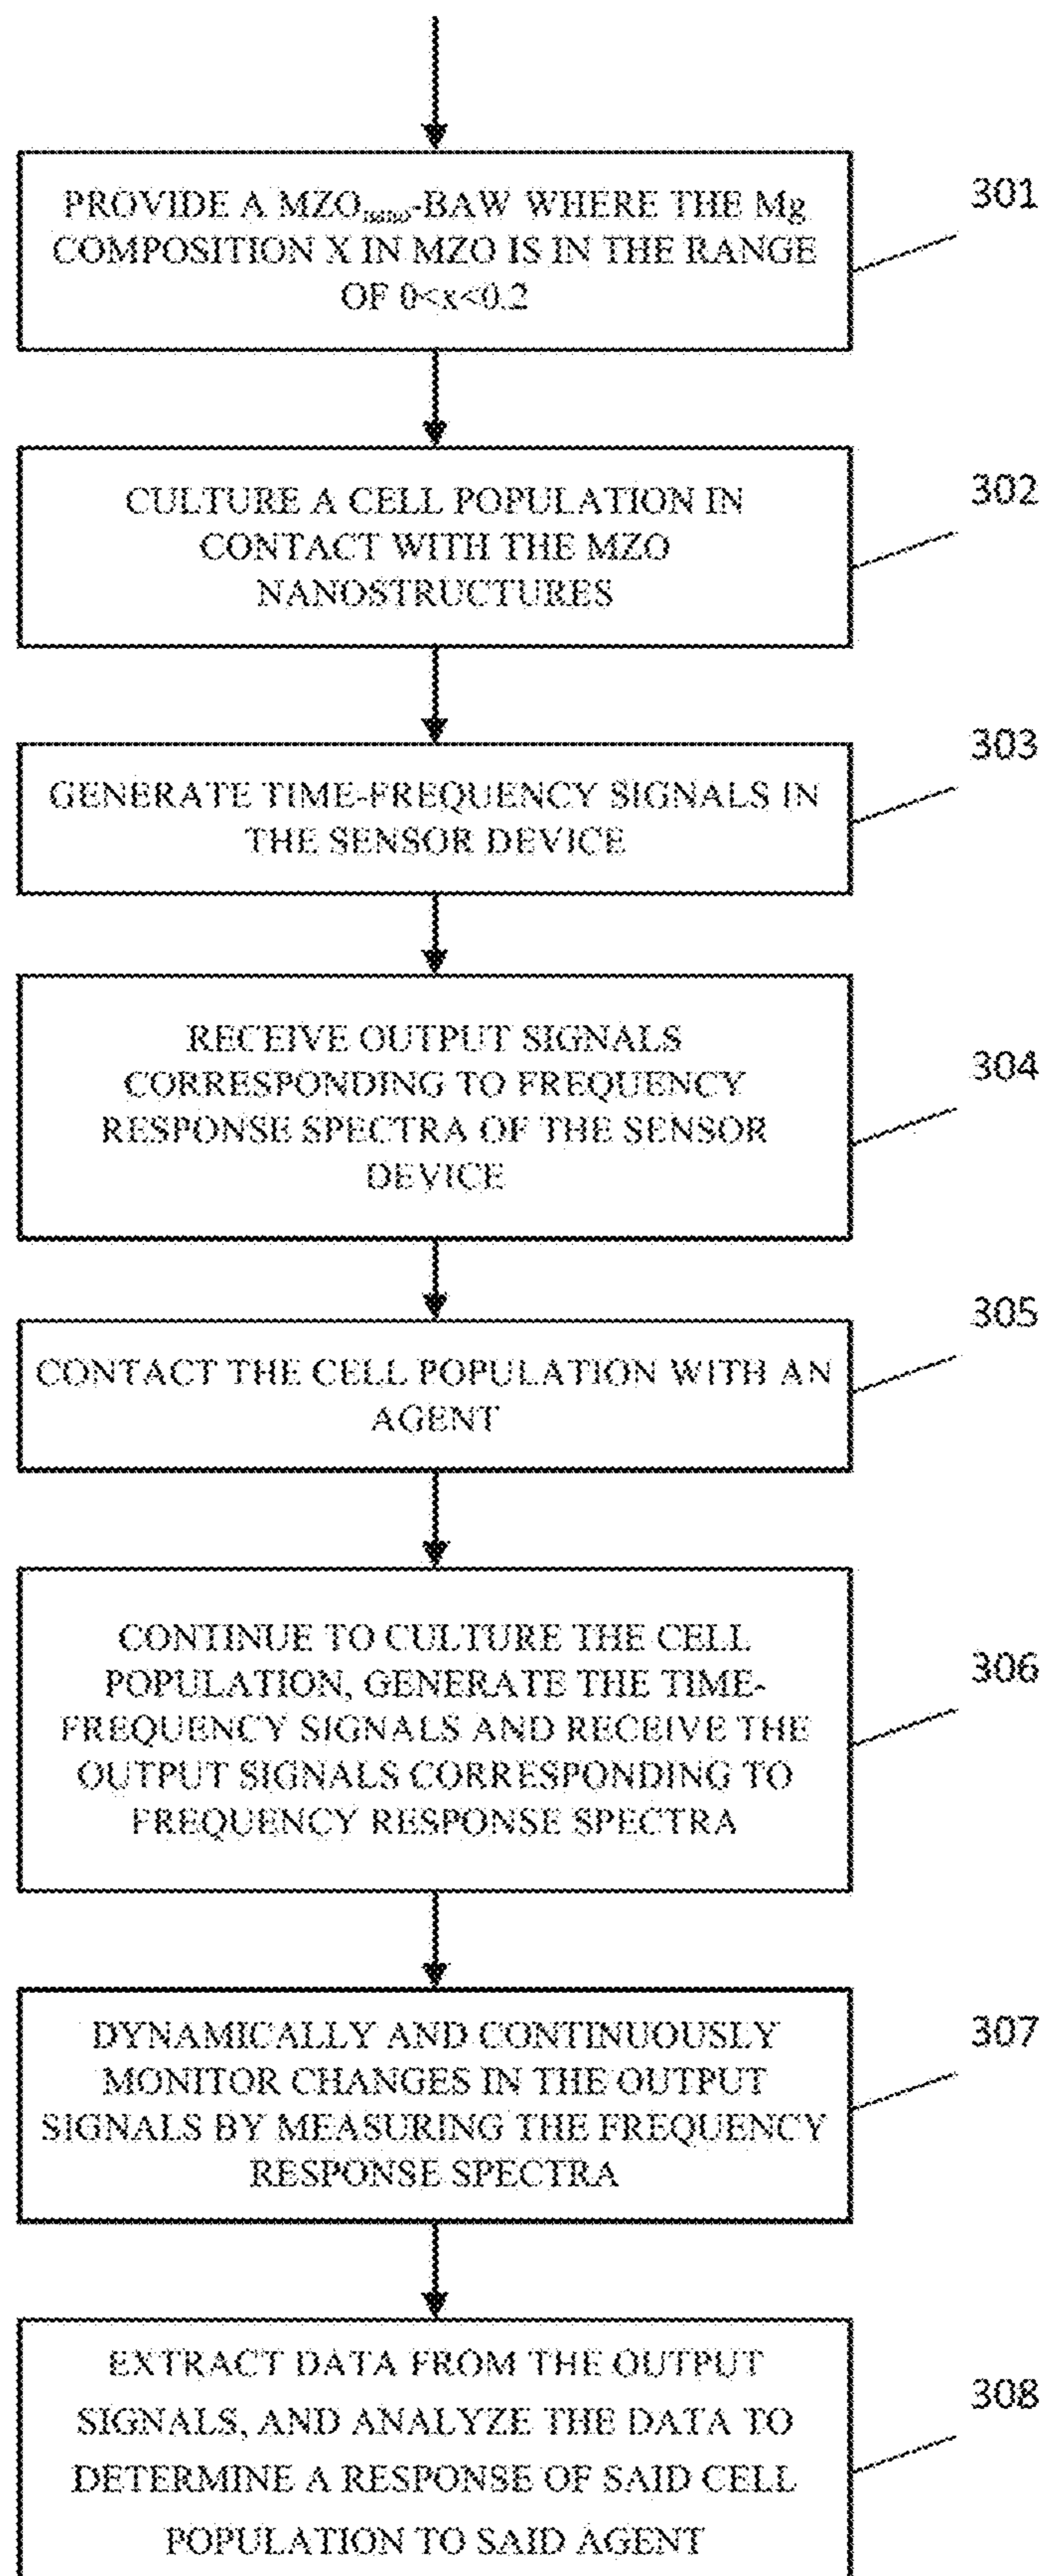 PROVIDE A MZOnano-BAW WHERE THE Mg
COMPOSITION X IN MZO IS IN THE RANGE
OF 0<x<0.2
301
CULTURE A CELL POPULATION IN
CONTACT WITH THE MZO
NANOSTRUCTURES
302
GENERATE TIME-FREQUENCY SIGNALS IN
THE SENSOR DEVICE
303
RECEIVE OUTPUT SIGNALS
CORRESPONDING TO FREQUENCY
RESPONSE SPECTRA OF THE SENSOR
DEVICE
304
CONTACT THE CELL POPULATION WITH AN
AGENT
305
CONTINUE TO CULTURE THE CELL
POPULATION, GENERATE THE TIME-
FREQUENCY SIGNALS AND RECEIVE THE
OUTPUT SIGNALS CORRESPONDING TO
FREQUENCY RESPONSE SPECTRA
306
DYNAMICALLY AND CONTINUOUSLY
MONITOR CHANGES IN THE OUTPUT
SIGNALS BY MEASURING THE FREQUENCY
RESPONSE SPECTRA
307
EXTRACT DATA FROM THE OUTPUT
SIGNALS, AND ANALYZE THE DATA TO
DETERMINE A RESPONSE OF SAID CELL
POPULATION TO SAID AGENT
308